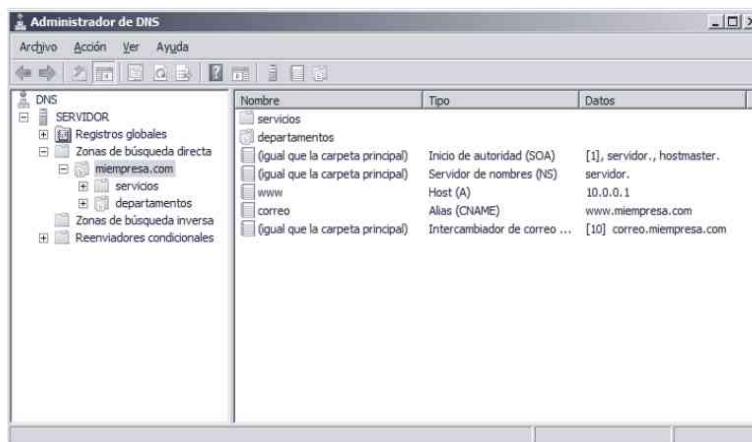 Administrador de DNS
Archivo Acción Ver Ayuda
DNS
SERVIDOR
Registros globales
Zonas de búsqueda directa
miempresa.com
servicios
departamentos
Zonas de búsqueda inversa
Reenviadores condicionales
Nombre Tipo Datos
servicios
departamentos
(igual que la carpeta principal) Inicio de autoridad (SOA) [1], servidor., hostmaster.
(igual que la carpeta principal) Servidor de nombres (NS) servidor.
www Host (A) 10.0.0.1
correo Alias (CNAME) www.miempresa.com
(igual que la carpeta principal) Intercambiador de correo ... [10] correo.miempresa.com